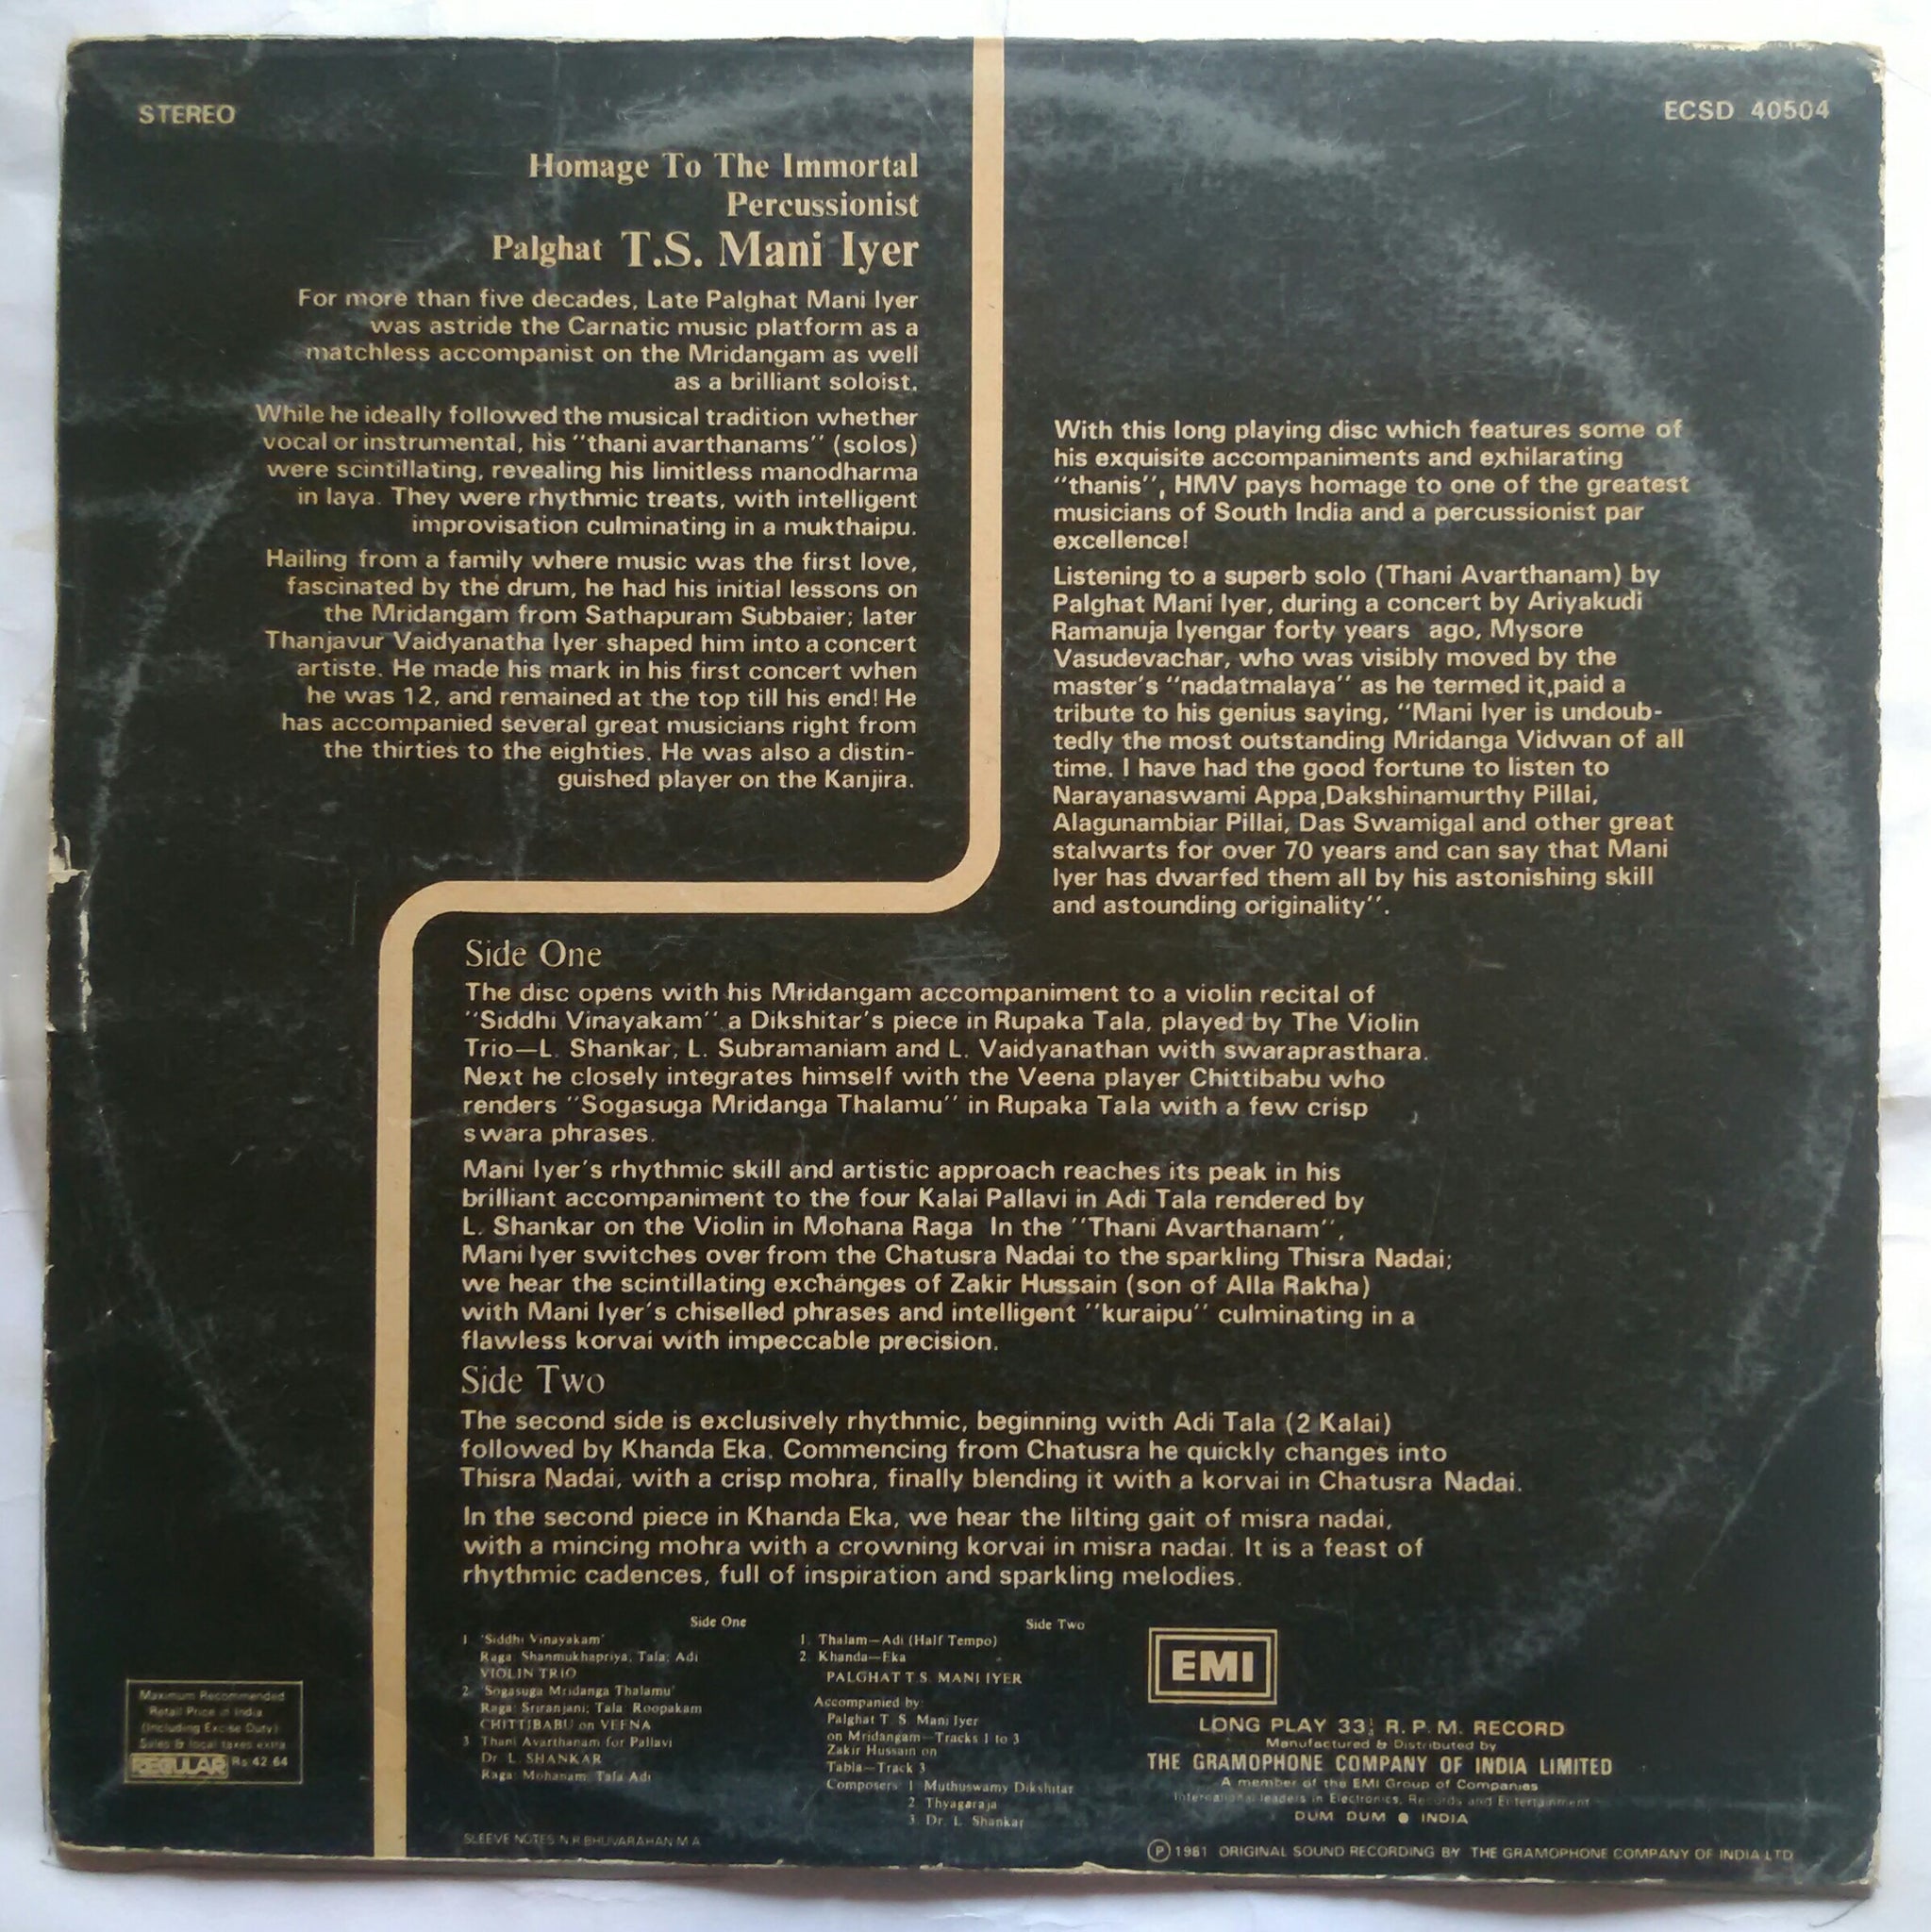 STEREO
ECSD 40504
Homage To The Immortal
Percussionist
Palghat T.S. Mani Iyer
For more than five decades, Late Palghat Mani Iyer
was astride the Carnatic music platform as a
matchless accompanist on the Mridangam as well
as a brilliant soloist.
While he ideally followed the musical tradition whether
vocal or instrumental, his "thani avarthanams" (solos)
were scintillating, revealing his limitless manodharma
in laya. They were rhythmic treats, with intelligent
improvisation culminating in a mukthaipu.
Hailing from a family where music was the first love,
fascinated by the drum, he had his initial lessons on
the Mridangam from Sathapuram Subbaier; later
Thanjavur Vaidyanatha Iyer shaped him into a concert
artiste. He made his mark in his first concert when
he was 12, and remained at the top till his end! He
has accompanied several great musicians right from
the thirties to the eighties. He was also a distin-
guished player on the Kanjira.
With this long playing disc which features some of
his exquisite accompaniments and exhilarating
"thanis", HMV pays homage to one of the greatest
musicians of South India and a percussionist par
excellence!
Listening to a superb solo (Thani Avarthanam) by
Palghat Mani Iyer, during a concert by Ariyakudi
Ramanuja Iyengar forty years ago, Mysore
Vasudevachar, who was visibly moved by the
master's "nadatmalaya" as he termed it,paid a
tribute to his genius saying, "Mani Iyer is undoub-
tedly the most outstanding Mridanga Vidwan of all
time. I have had the good fortune to listen to
Narayanaswami Appa,Dakshinamurthy Pillai,
Alagunambiar Pillai, Das Swamigal and other great
stalwarts for over 70 years and can say that Mani
Iyer has dwarfed them all by his astonishing skill
and astounding originality".
Side One
The disc opens with his Mridangam accompaniment to a violin recital of
"Siddhi Vinayakam" a Dikshitar's piece in Rupaka Tala, played by The Violin
Trio—L. Shankar, L. Subramaniam and L. Vaidyanathan with swaraprasthara.
Next he closely integrates himself with the Veena player Chittibabu who
renders "Sogasuga Mridanga Thalamu" in Rupaka Tala with a few crisp
swara phrases.
Mani Iyer's rhythmic skill and artistic approach reaches its peak in his
brilliant accompaniment to the four Kalai Pallavi in Adi Tala rendered by
L. Shankar on the Violin in Mohana Raga In the "Thani Avarthanam",
Mani Iyer switches over from the Chatusra Nadai to the sparkling Thisra Nadai;
we hear the scintillating exchanges of Zakir Hussain (son of Alla Rakha)
with Mani Iyer's chiselled phrases and intelligent "kuraipu" culminating in a
flawless korvai with impeccable precision.
Side Two
The second side is exclusively rhythmic, beginning with Adi Tala (2 Kalai)
followed by Khanda Eka. Commencing from Chatusra he quickly changes into
Thisra Nadai, with a crisp mohra, finally blending it with a korvai in Chatusra Nadai.
In the second piece in Khanda Eka, we hear the lilting gait of misra nadai,
with a mincing mohra with a crowning korvai in misra nadai. It is a feast of
rhythmic cadences, full of inspiration and sparkling melodies.
Side One
1. 'Siddhi Vinayakam'
Raga: Shanmukhapriya; Tala: Adi
VIOLIN TRIO
2. 'Sogasuga Mridanga Thalamu'
Raga: Sriranjani; Tala: Roopakam
CHITTIBABU on VEENA
3. Thani Avarthanam for Pallavi
Dr. L. SHANKAR
Raga: Mohanam; Tala Adi
Side Two
1. Thalam—Adi (Half Tempo)
2. Khanda—Eka
PALGHAT T.S. MANI IYER
Accompanied by:
Palghat T. S. Mani Iyer
on Mridangam—Tracks 1 to 3
Zakir Hussain on
Tabla—Track 3
Composers: 1. Muthuswamy Dikshitar
2. Thyagaraja
3. Dr. L. Shankar
EMI
LONG PLAY 33⅓ R.P.M. RECORD
Manufactured & Distributed by
THE GRAMOPHONE COMPANY OF INDIA LIMITED
A member of the EMI Group of Companies
International leaders in Electronics, Records and Entertainment
DUM DUM ● INDIA
Maximum Recommended
Retail Price in India
(Including Excise Duty)
Sales & local taxes extra
REGULAR Rs 42.64
SLEEVE NOTES N.R.BHUVARAHAN M A
Ⓟ 1981 ORIGINAL SOUND RECORDING BY THE GRAMOPHONE COMPANY OF INDIA LTD